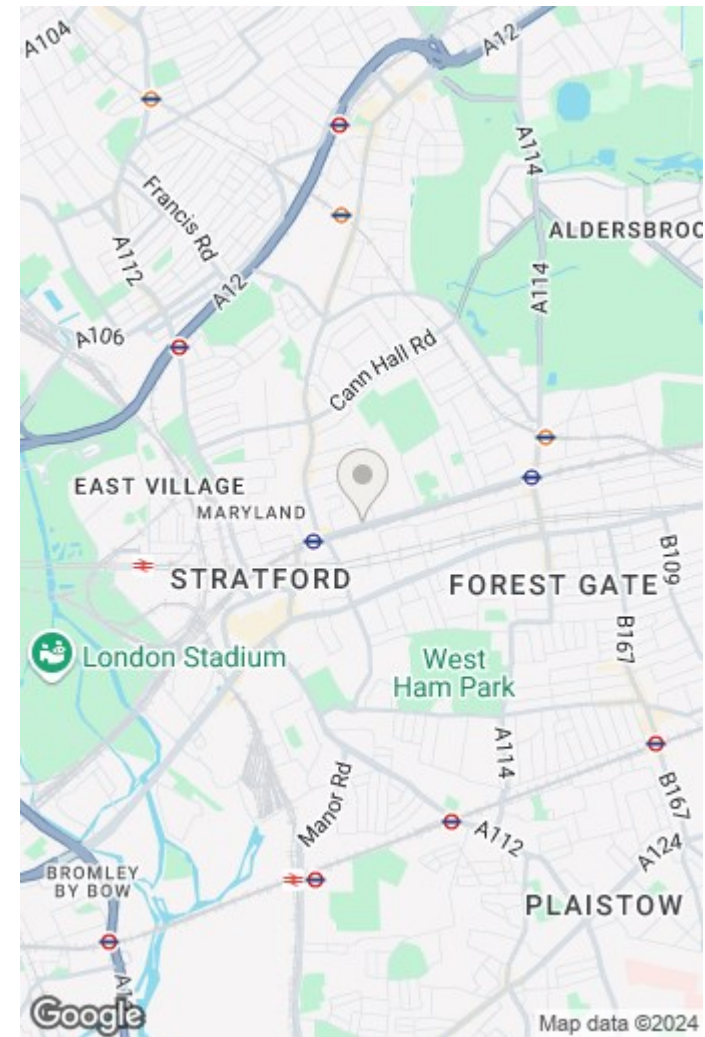 A104
A12
A114
Francis Rd
ALDERSBROO
A112
A12
A114
A106
Cann Hall Rd
EAST VILLAGE
MARYLAND
B109
STRATFORD
FOREST GATE
B167
London Stadium
West
Ham Park
A114
Manor Rd
B167
A112
A124
BROMLEY
BY BOW
PLAISTOW
Google
Map data ©2024